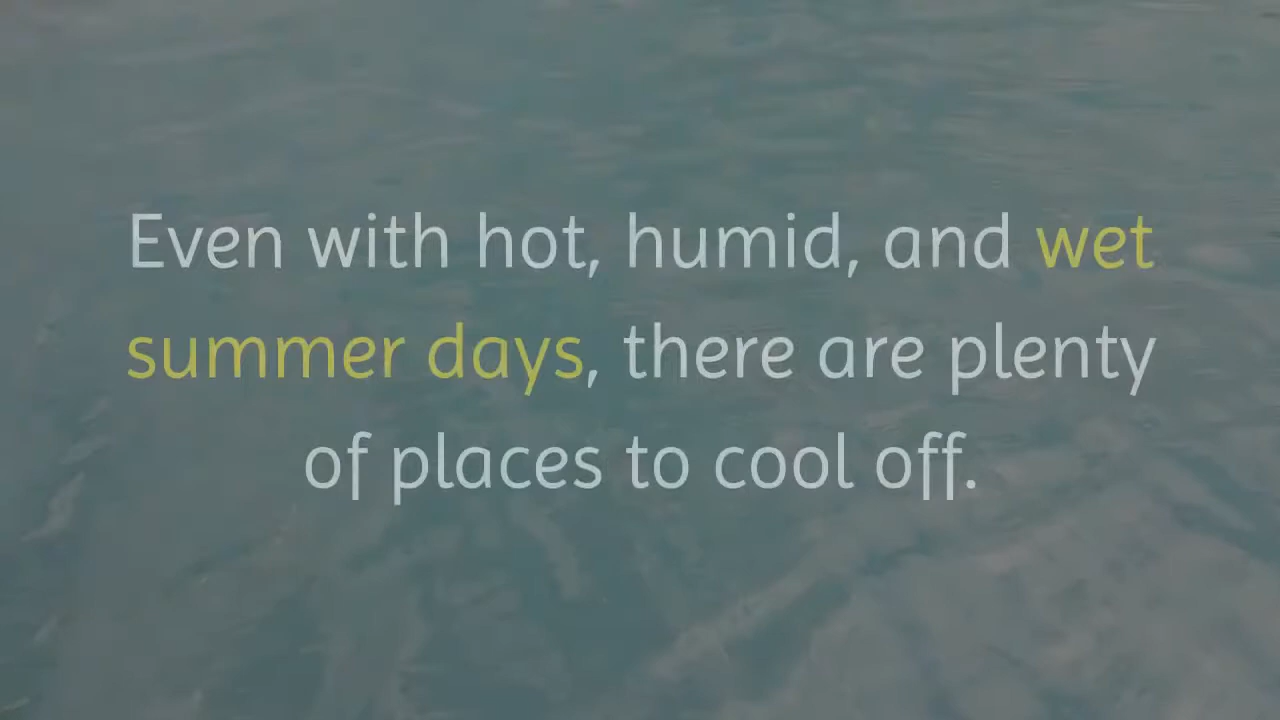 Even with hot, humid, and wet
summer days, there are plenty
of places to cool off.